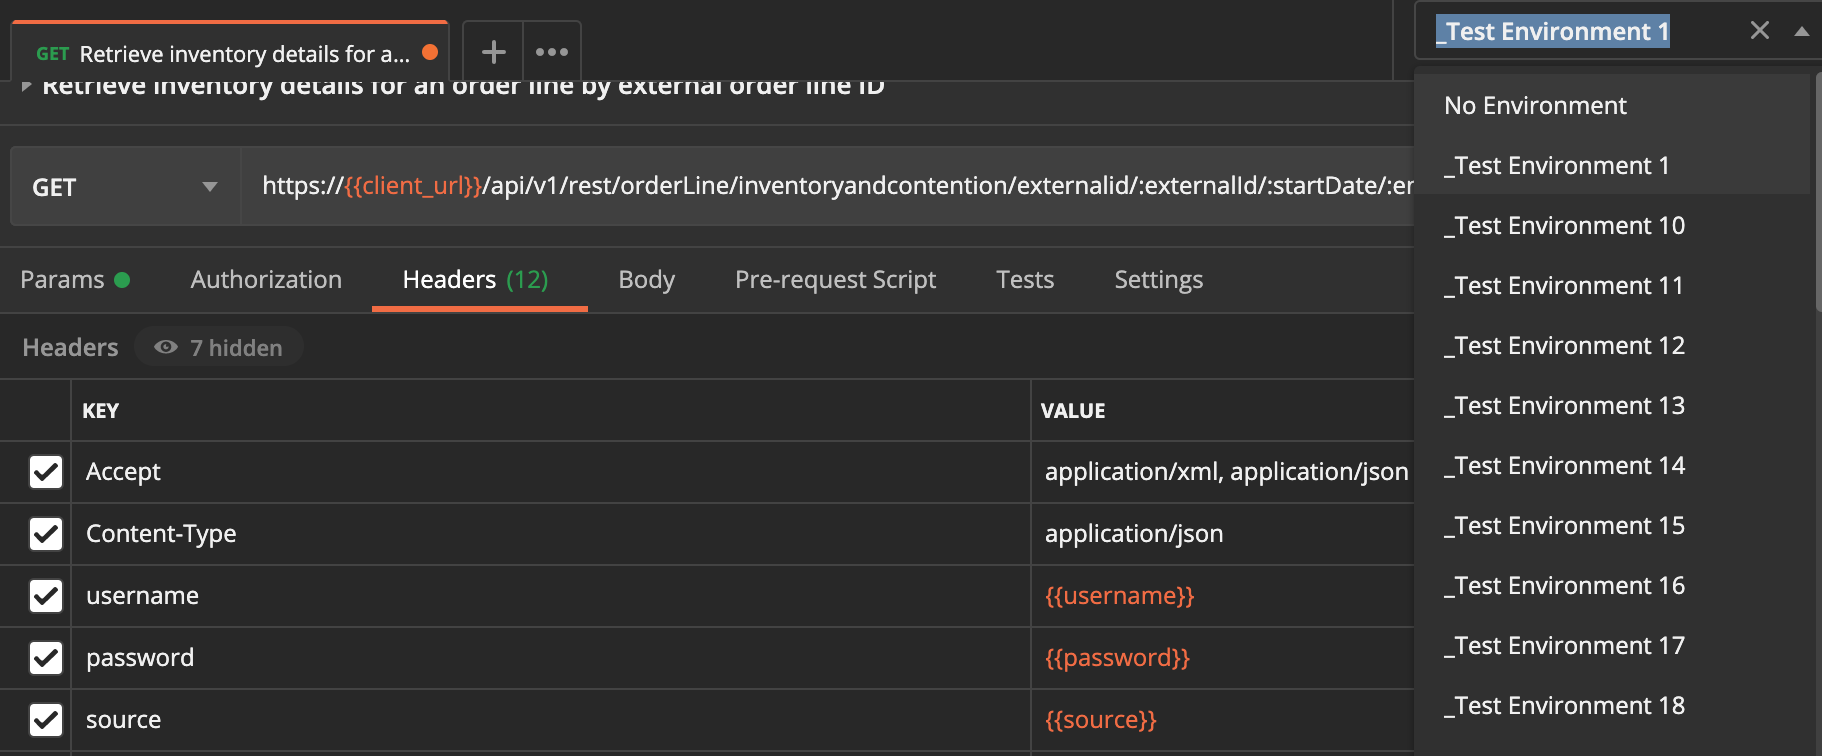 GET Retrieve inventory details for a...
_Test Environment 1
Retrieve inventory details for an order line by external order line ID
GET
https://{{client_url}}/api/v1/rest/orderLine/inventoryandcontention/externalid/:externalId/:startDate/:er
Params
Authorization
Headers (12)
Body
Pre-request Script
Tests
Settings
Headers
7 hidden
KEY
VALUE
Accept
application/xml, application/json
Content-Type
application/json
username
{{username}}
password
{{password}}
source
{{source}}
No Environment
_Test Environment 1
_Test Environment 10
_Test Environment 11
_Test Environment 12
_Test Environment 13
_Test Environment 14
_Test Environment 15
_Test Environment 16
_Test Environment 17
_Test Environment 18